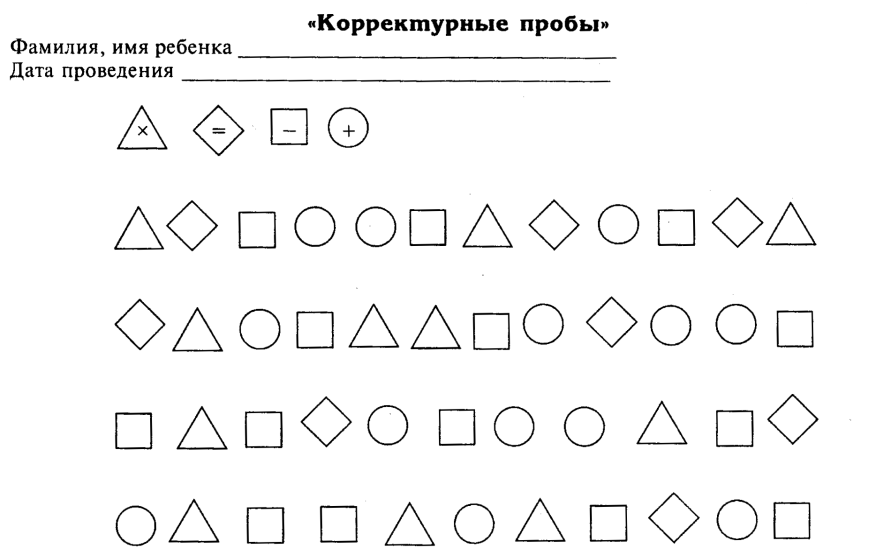 «Корректурные пробы»
Фамилия, имя ребенка
Дата проведения
× = – +